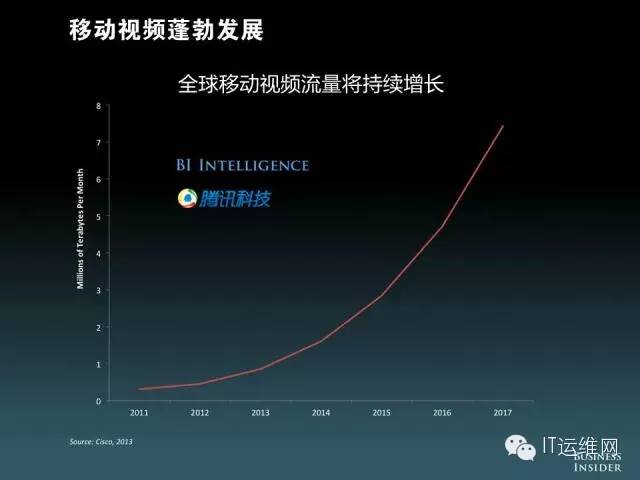 移动视频蓬勃发展
全球移动视频流量将持续增长
8
7
6
5
4
3
2
1
0
Millions of Terabytes Per Month
BI INTELLIGENCE
腾讯科技
2011 2012 2013 2014 2015 2016 2017
Source: Cisco, 2013
IT运维网
BUSINESS
INSIDER